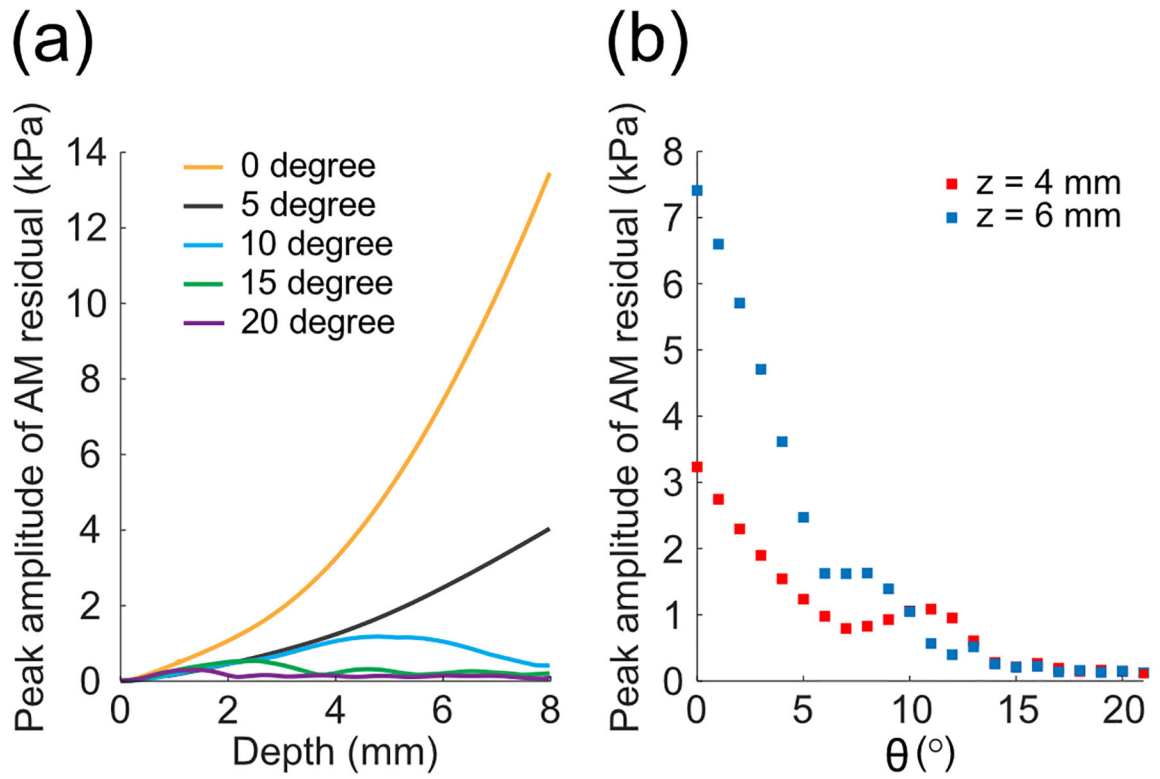 (a)
Peak amplitude of AM residual (kPa)
14
12
10
8
6
4
2
0
0 degree
5 degree
10 degree
15 degree
20 degree
0 2 4 6 8
Depth (mm)
(b)
Peak amplitude of AM residual (kPa)
8
7
6
5
4
3
2
1
0
z = 4 mm
z = 6 mm
0 5 10 15 20
θ (°)